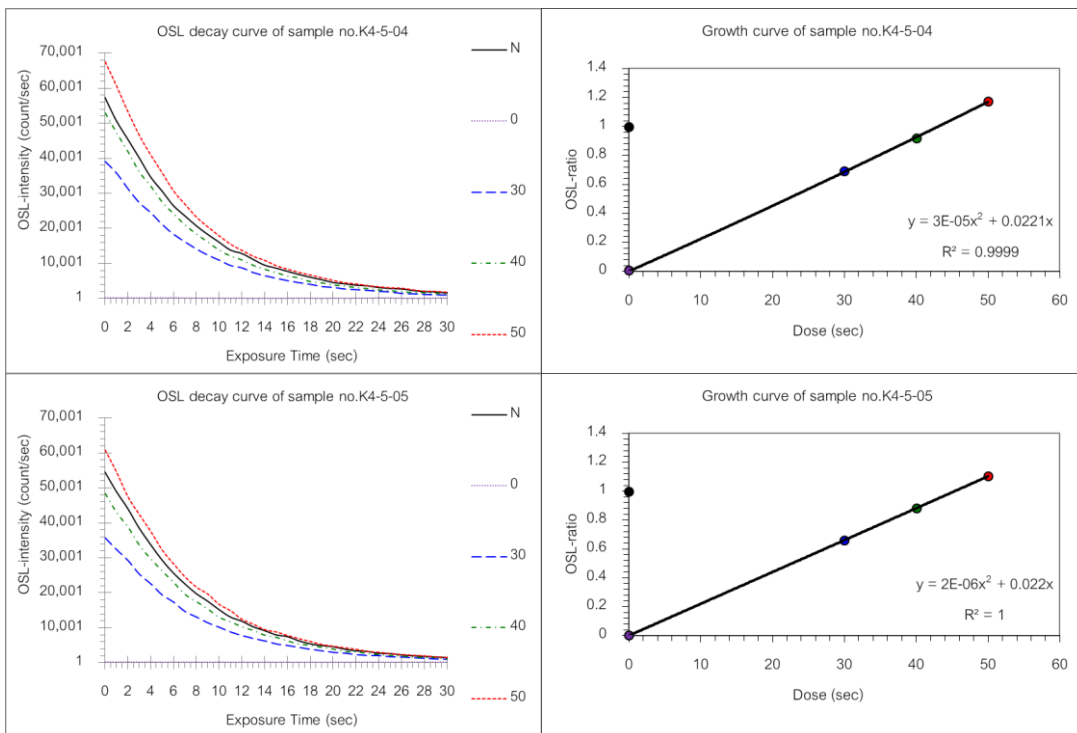 OSL decay curve of sample no.K4-5-04
OSL-intensity (count/sec)
70,001
60,001
50,001
40,001
30,001
20,001
10,001
1
0 2 4 6 8 10 12 14 16 18 20 22 24 26 28 30
Exposure Time (sec)
N
0
30
40
50
Growth curve of sample no.K4-5-04
OSL-ratio
1.4
1.2
1
0.8
0.6
0.4
0.2
0
y = 3E-05x² + 0.0221x
R² = 0.9999
0 10 20 30 40 50 60
Dose (sec)
OSL decay curve of sample no.K4-5-05
OSL-intensity (count/sec)
70,001
60,001
50,001
40,001
30,001
20,001
10,001
1
0 2 4 6 8 10 12 14 16 18 20 22 24 26 28 30
Exposure Time (sec)
N
0
30
40
50
Growth curve of sample no.K4-5-05
OSL-ratio
1.4
1.2
1
0.8
0.6
0.4
0.2
0
y = 2E-06x² + 0.022x
R² = 1
0 10 20 30 40 50 60
Dose (sec)